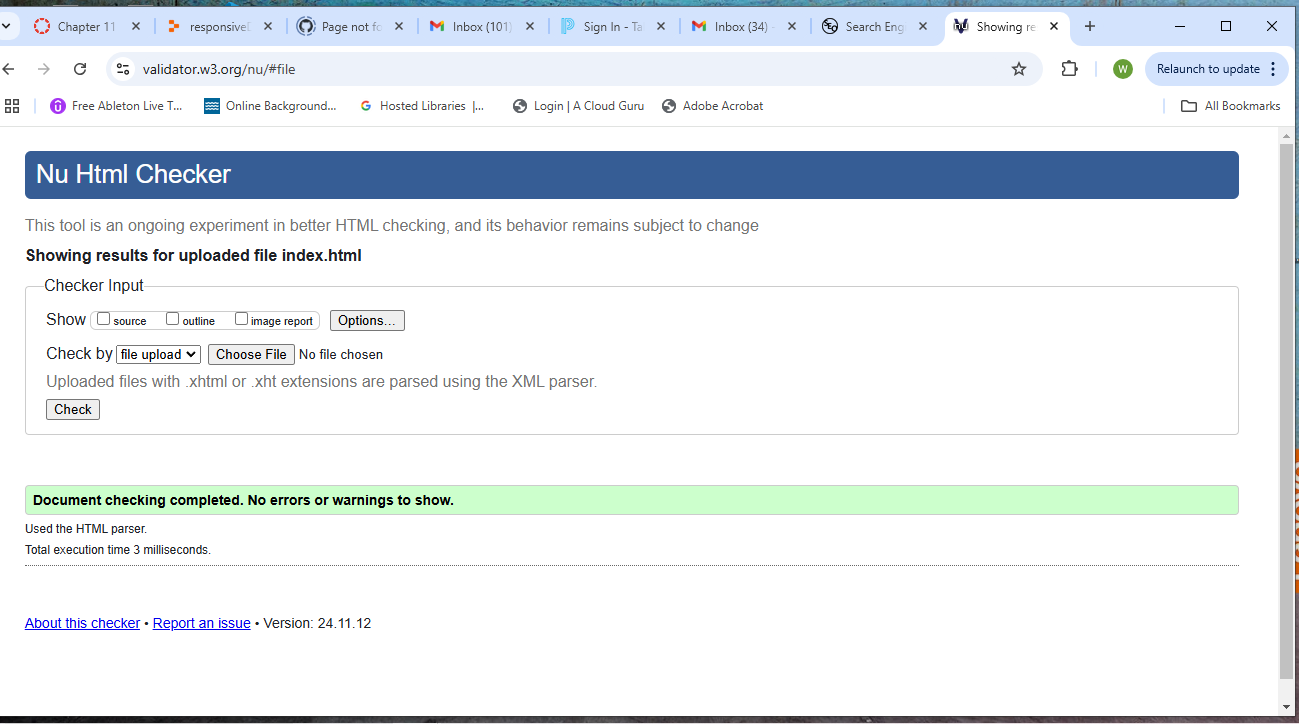 Chapter 11
responsive
Page not fo
Inbox (101)
Sign In - Ta
Inbox (34) -
Search Eng
Showing re
validator.w3.org/nu/#file
W
Relaunch to update
Free Ableton Live T...
Online Background...
Hosted Libraries |...
Login | A Cloud Guru
Adobe Acrobat
All Bookmarks
Nu Html Checker
This tool is an ongoing experiment in better HTML checking, and its behavior remains subject to change
Showing results for uploaded file index.html
Checker Input
Show source outline image report Options...
Check by file upload Choose File No file chosen
Uploaded files with .xhtml or .xht extensions are parsed using the XML parser.
Check
Document checking completed. No errors or warnings to show.
Used the HTML parser.
Total execution time 3 milliseconds.
About this checker • Report an issue • Version: 24.11.12